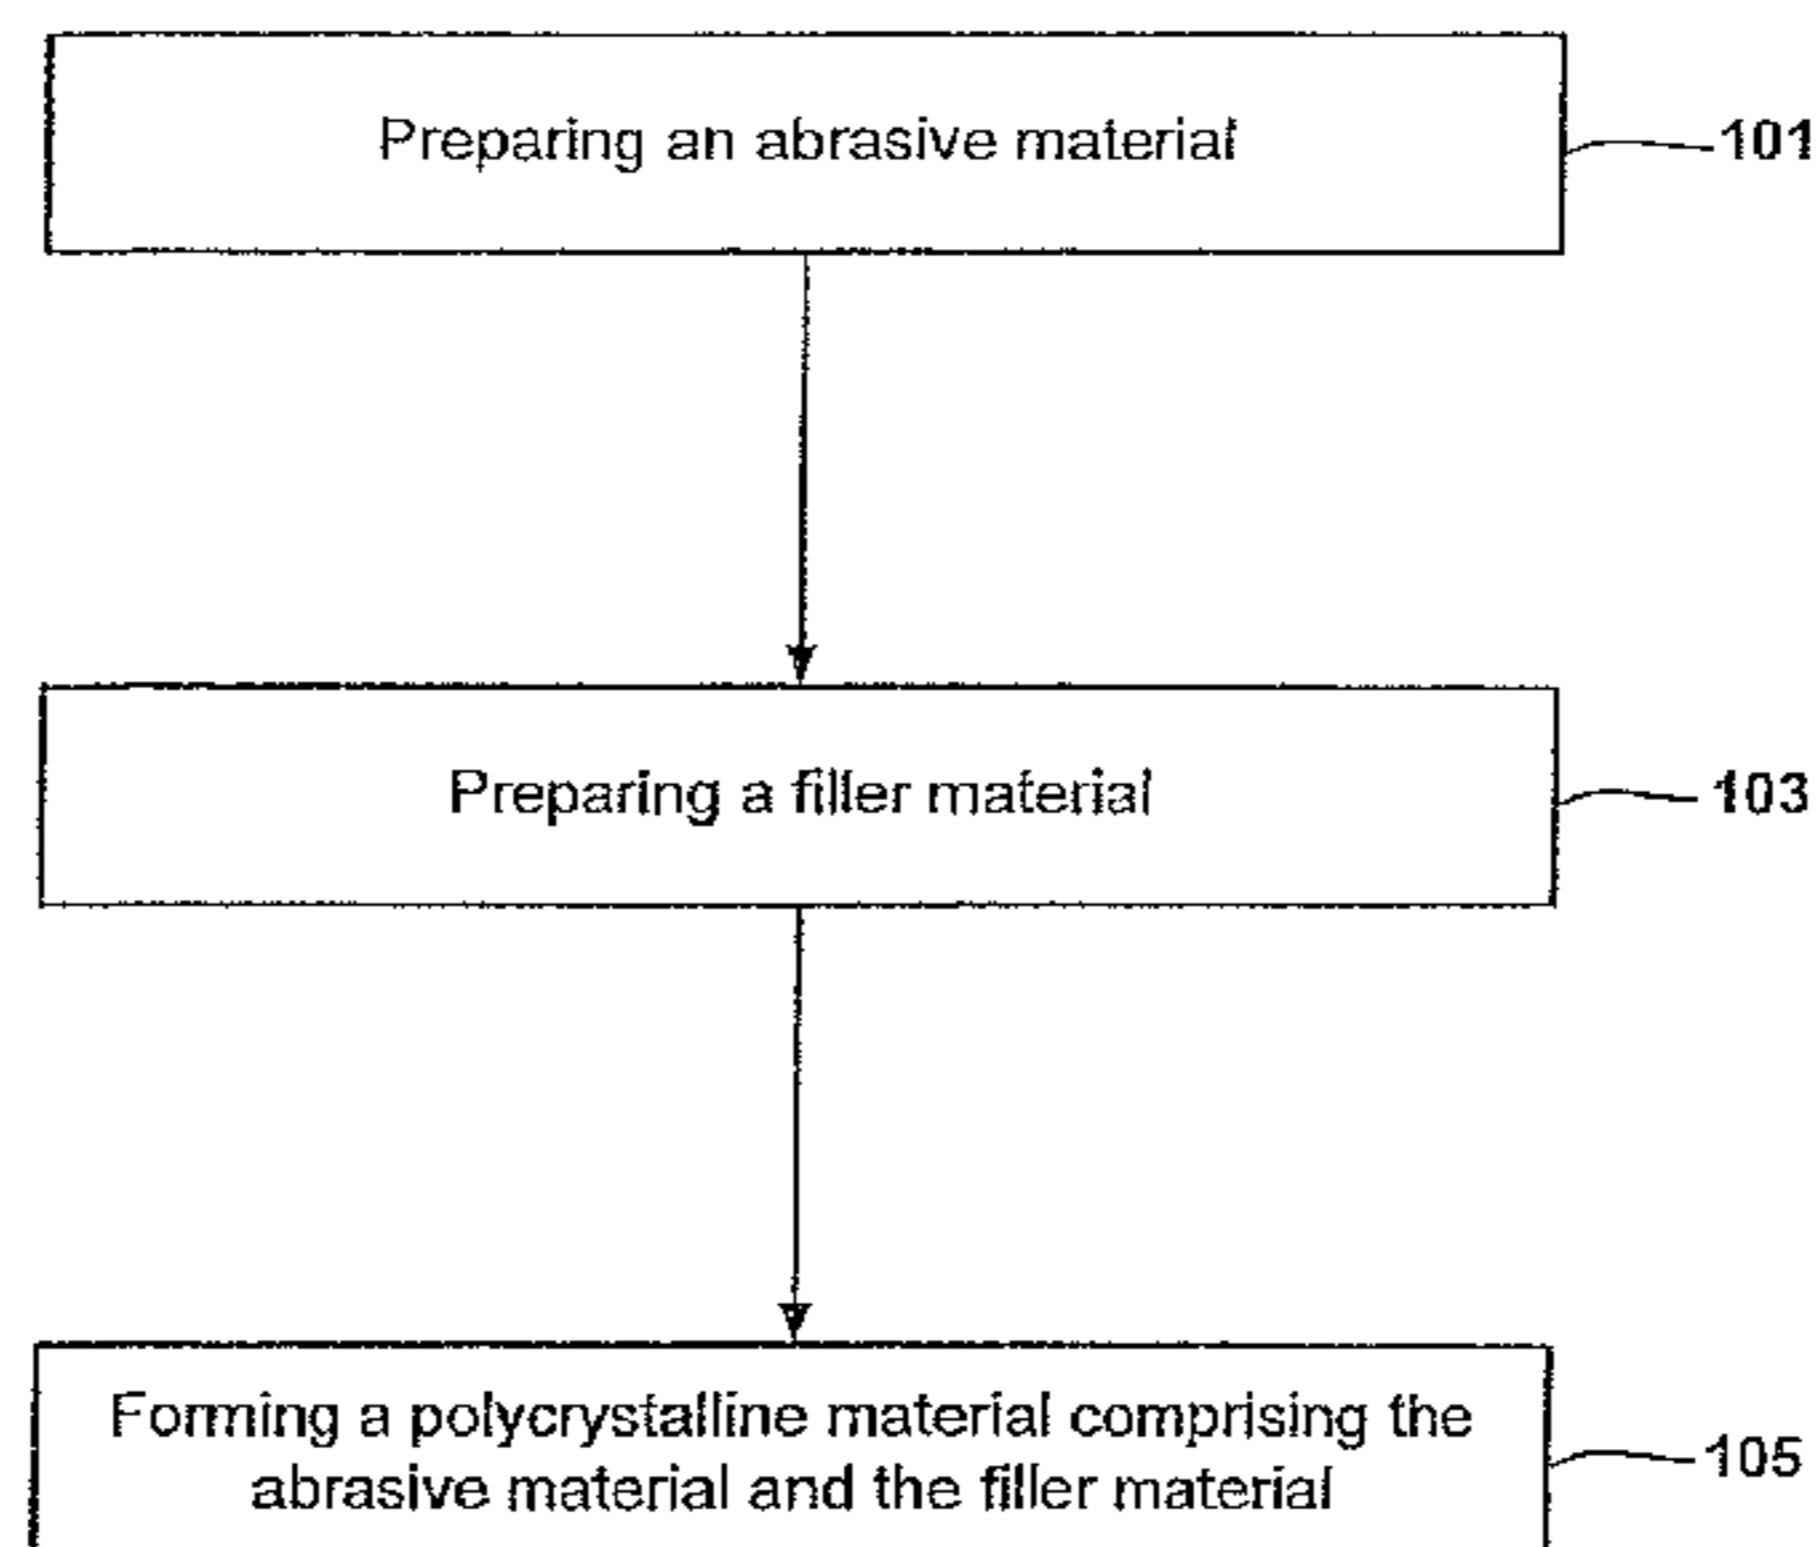 Preparing an abrasive material
101
Preparing a filler material
103
Forming a polycrystalline material comprising the
abrasive material and the filler material
105